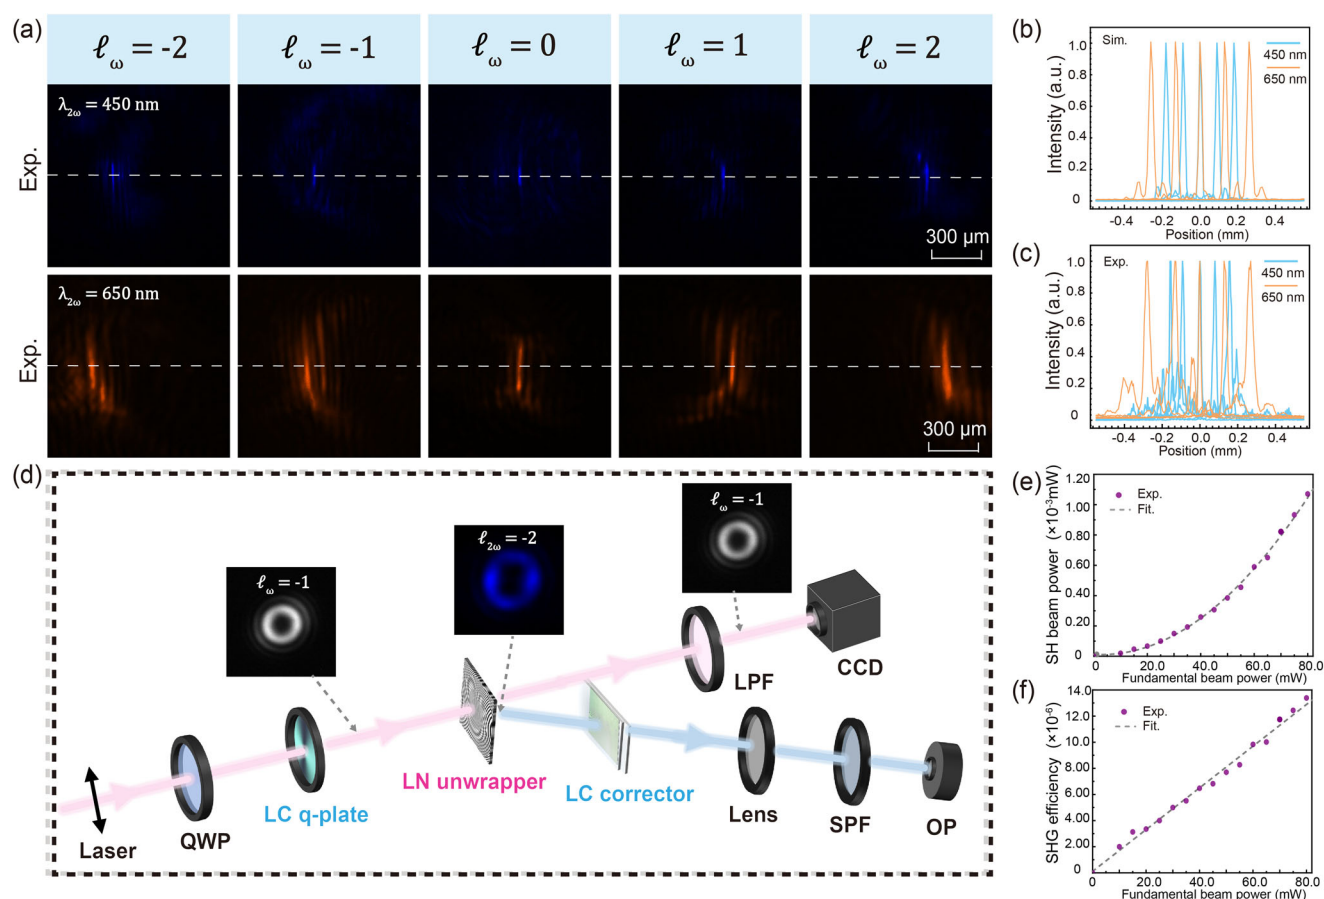 (a)
ℓω = -2
ℓω = -1
ℓω = 0
ℓω = 1
ℓω = 2
Exp.
λ2ω = 450 nm
300 μm
Exp.
λ2ω = 650 nm
300 μm
(b)
Sim.
450 nm
650 nm
Intensity (a.u.)
1.0
0.8
0.6
0.4
0.2
0
-0.4
-0.2
0.0
0.2
0.4
Position (mm)
(c)
Exp.
450 nm
650 nm
Intensity (a.u.)
1.0
0.8
0.6
0.4
0.2
0
-0.4
-0.2
0.0
0.2
0.4
Position (mm)
(d)
ℓω = -1
ℓ2ω = -2
ℓω = -1
Laser
QWP
LC q-plate
LN unwrapper
LC corrector
LPF
CCD
Lens
SPF
OP
(e)
Exp.
Fit.
SH beam power (×10⁻³mW)
1.20
0.80
0.60
0.40
0.20
0
0
20.0
40.0
60.0
80.0
Fundamental beam power (mW)
(f)
Exp.
Fit.
SHG efficiency (×10⁻⁶)
14.0
12.0
10.0
8.00
6.00
4.00
2.00
0
0
20.0
40.0
60.0
80.0
Fundamental beam power (mW)